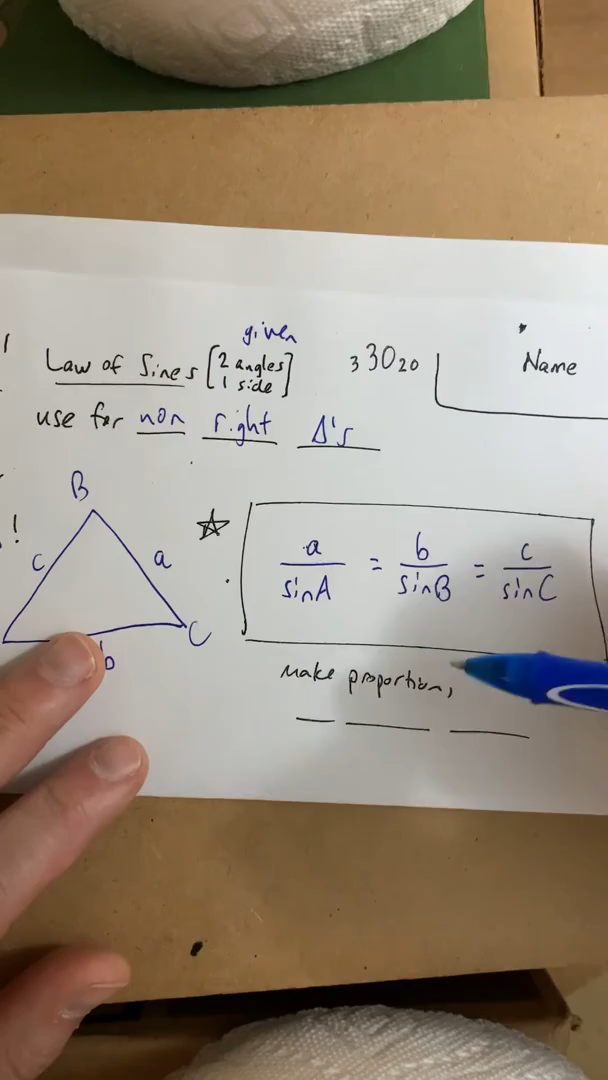 Law of Sines [2 angles 1 side]
given
3 30 20
Name
use for non right Δ's
B
!
c
a
C
b
a/sinA = b/sinB = c/sinC
Make proportion,